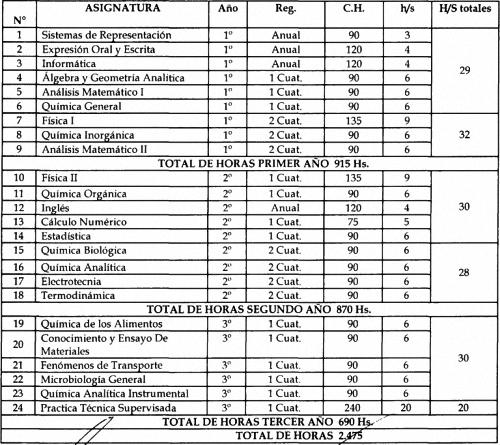 N° ASIGNATURA Año Reg. C.H. h/s H/S totales
1 Sistemas de Representación 1° Anual 90 3
2 Expresión Oral y Escrita 1° Anual 120 4
3 Informática 1° Anual 120 4
4 Álgebra y Geometría Analítica 1° 1 Cuat. 90 6 29
5 Análisis Matemático I 1° 1 Cuat. 90 6
6 Química General 1° 1 Cuat. 90 6
7 Física I 1° 2 Cuat. 135 9
8 Química Inorgánica 1° 2 Cuat. 90 6 32
9 Análisis Matemático II 1° 2 Cuat. 90 6
TOTAL DE HORAS PRIMER AÑO 915 Hs.
10 Física II 2° 1 Cuat. 135 9
11 Química Orgánica 2° 1 Cuat. 90 6
12 Inglés 2° Anual 120 4 30
13 Cálculo Numérico 2° 1 Cuat. 75 5
14 Estadística 2° 1 Cuat. 90 6
15 Química Biológica 2° 2 Cuat. 90 6
16 Química Analítica 2° 2 Cuat. 90 6 28
17 Electrotecnia 2° 2 Cuat. 90 6
18 Termodinámica 2° 2 Cuat. 90 6
TOTAL DE HORAS SEGUNDO AÑO 870 Hs.
19 Química de los Alimentos 3° 1 Cuat. 90 6
20 Conocimiento y Ensayo De 3° 1 Cuat. 90 6
Materiales
21 Fenómenos de Transporte 3° 1 Cuat. 90 6 30
22 Microbiología General 3° 1 Cuat. 90 6
23 Química Analítica Instrumental 3° 1 Cuat. 90 6
24 Practica Técnica Supervisada 3° 1 Cuat. 240 20 20
TOTAL DE HORAS TERCER AÑO 690 Hs.
TOTAL DE HORAS 2,475